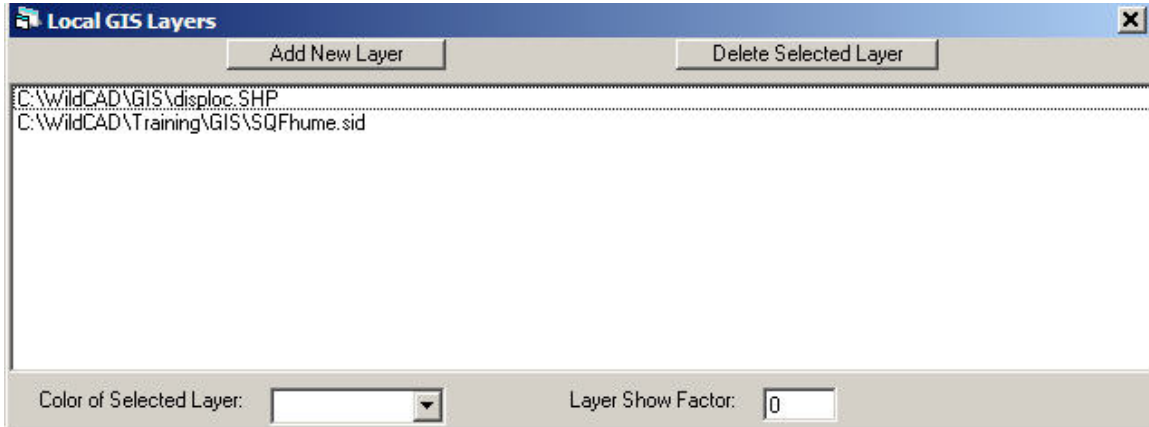 Local GIS Layers
Add New Layer Delete Selected Layer
C:\WildCAD\GIS\disploc.SHP
C:\WildCAD\Training\GIS\SQFhume.sid
Color of Selected Layer: Layer Show Factor: 0